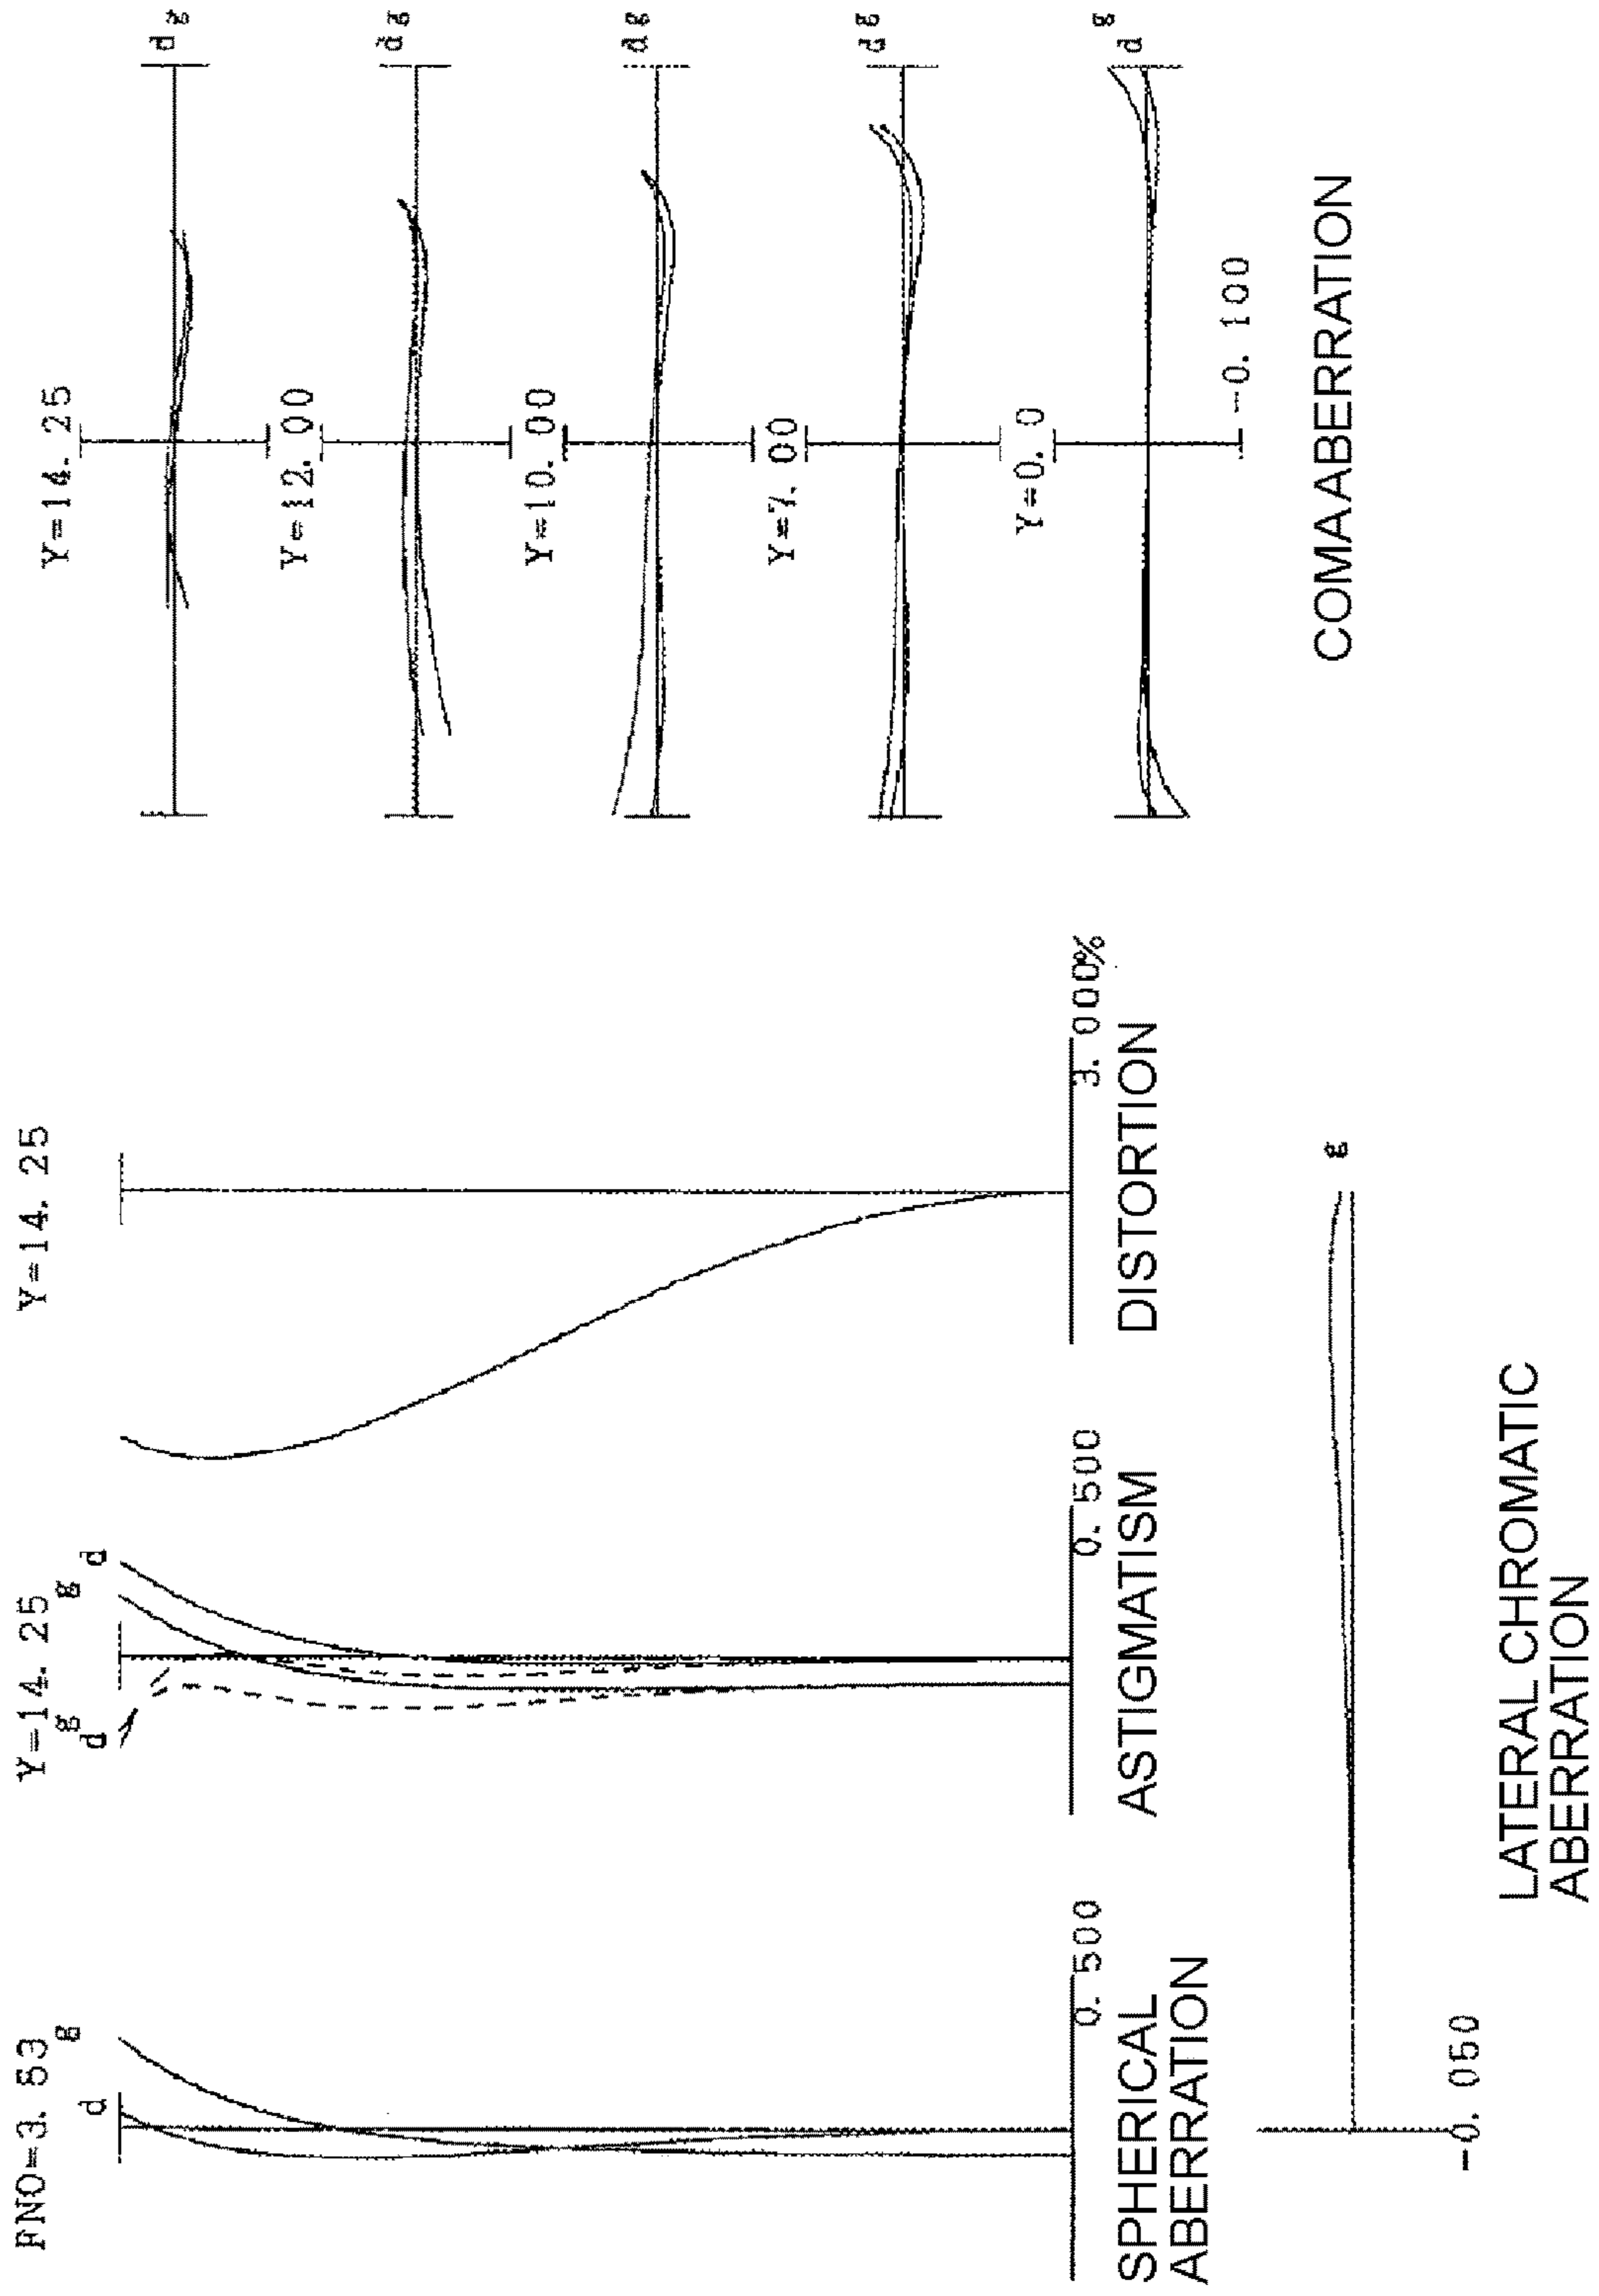 FNO=3. 53
g
d
0. 500
SPHERICAL
ABERRATION
Y=14. 25
g
d
g
d
0. 500
ASTIGMATISM
Y=14. 25
3. 000%
DISTORTION
Y=14. 25
d g
Y=12. 00
d g
Y=10. 00
d g
Y=7. 00
d g
Y=0. 0
d g
-0. 100
COMAABERRATION
g
-0. 050
LATERAL CHROMATIC
ABERRATION